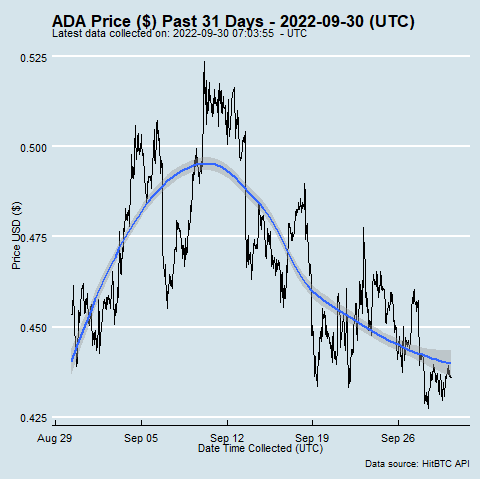 ADA Price ($) Past 31 Days - 2022-09-30 (UTC)
Latest data collected on: 2022-09-30 07:03:55 - UTC
0.525
0.500
0.475
0.450
0.425
Price USD ($)
Aug 29 Sep 05 Sep 12 Sep 19 Sep 26
Date Time Collected (UTC)
Data source: HitBTC API